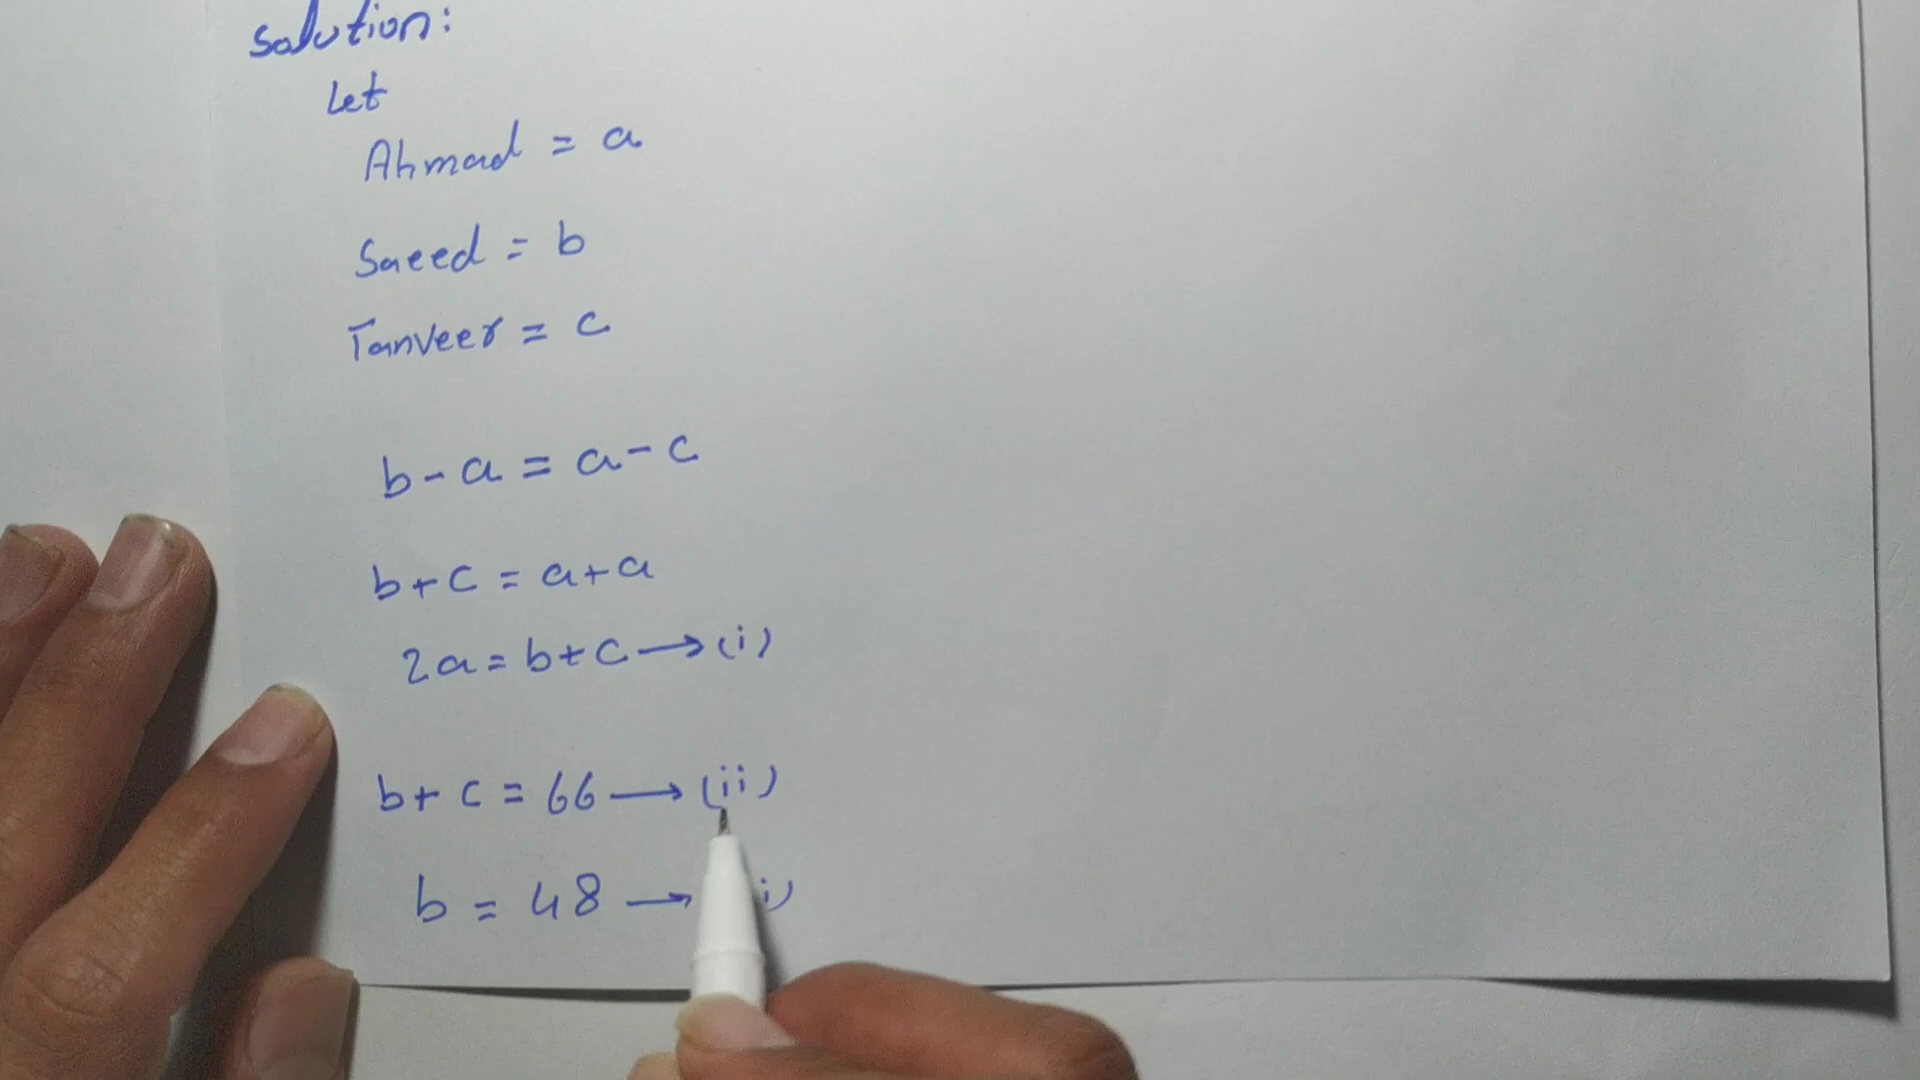 Solution:
Let
Ahmad = a
Saeed = b
Tanveer = c
b - a = a - c
b + c = a + a
2a = b + c → (i)
b + c = 66 → (ii)
b = 48 →